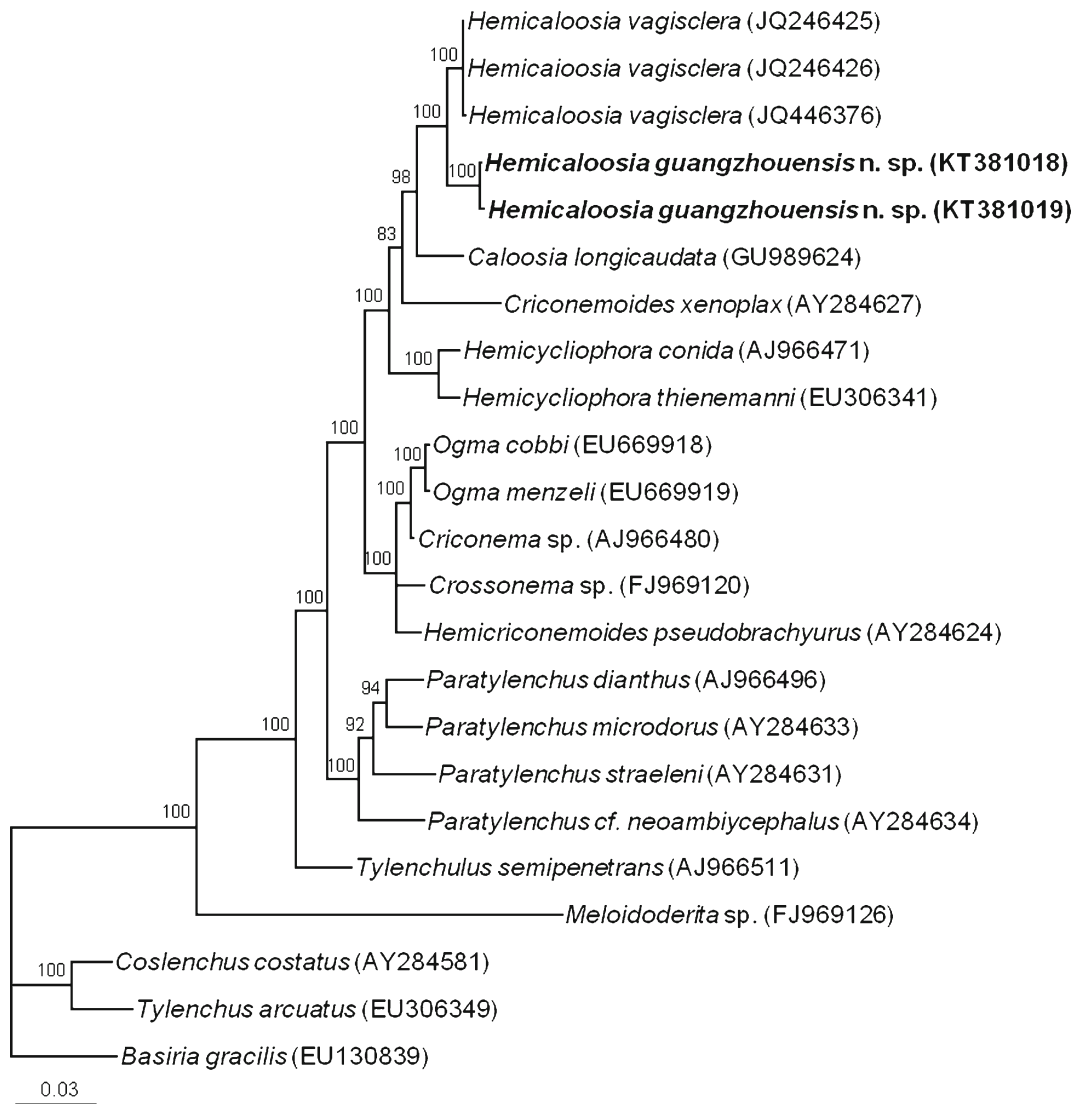 Hemicaloosia vagisclera (JQ246425)
100
Hemicaioosia vagisclera (JQ246426)
100
Hemicaloosia vagisclera (JQ446376)
100
Hemicaloosia guangzhouensis n. sp. (KT381018)
98
Hemicaloosia guangzhouensis n. sp. (KT381019)
83
Caloosia longicaudata (GU989624)
100
Criconemoides xenoplax (AY284627)
100
Hemicycliophora conida (AJ966471)
Hemicycliophora thienemanni (EU306341)
100
Ogma cobbi (EU669918)
100
100
Ogma menzeli (EU669919)
Criconema sp. (AJ966480)
100
Crossonema sp. (FJ969120)
100
Hemicriconemoides pseudobrachyurus (AY284624)
94
Paratylenchus dianthus (AJ966496)
92
Paratylenchus microdorus (AY284633)
100
100
Paratylenchus straeleni (AY284631)
100
Paratylenchus cf. neoambiycephalus (AY284634)
Tylenchulus semipenetrans (AJ966511)
Meloidoderita sp. (FJ969126)
Coslenchus costatus (AY284581)
100
Tylenchus arcuatus (EU306349)
Basiria gracilis (EU130839)
0.03